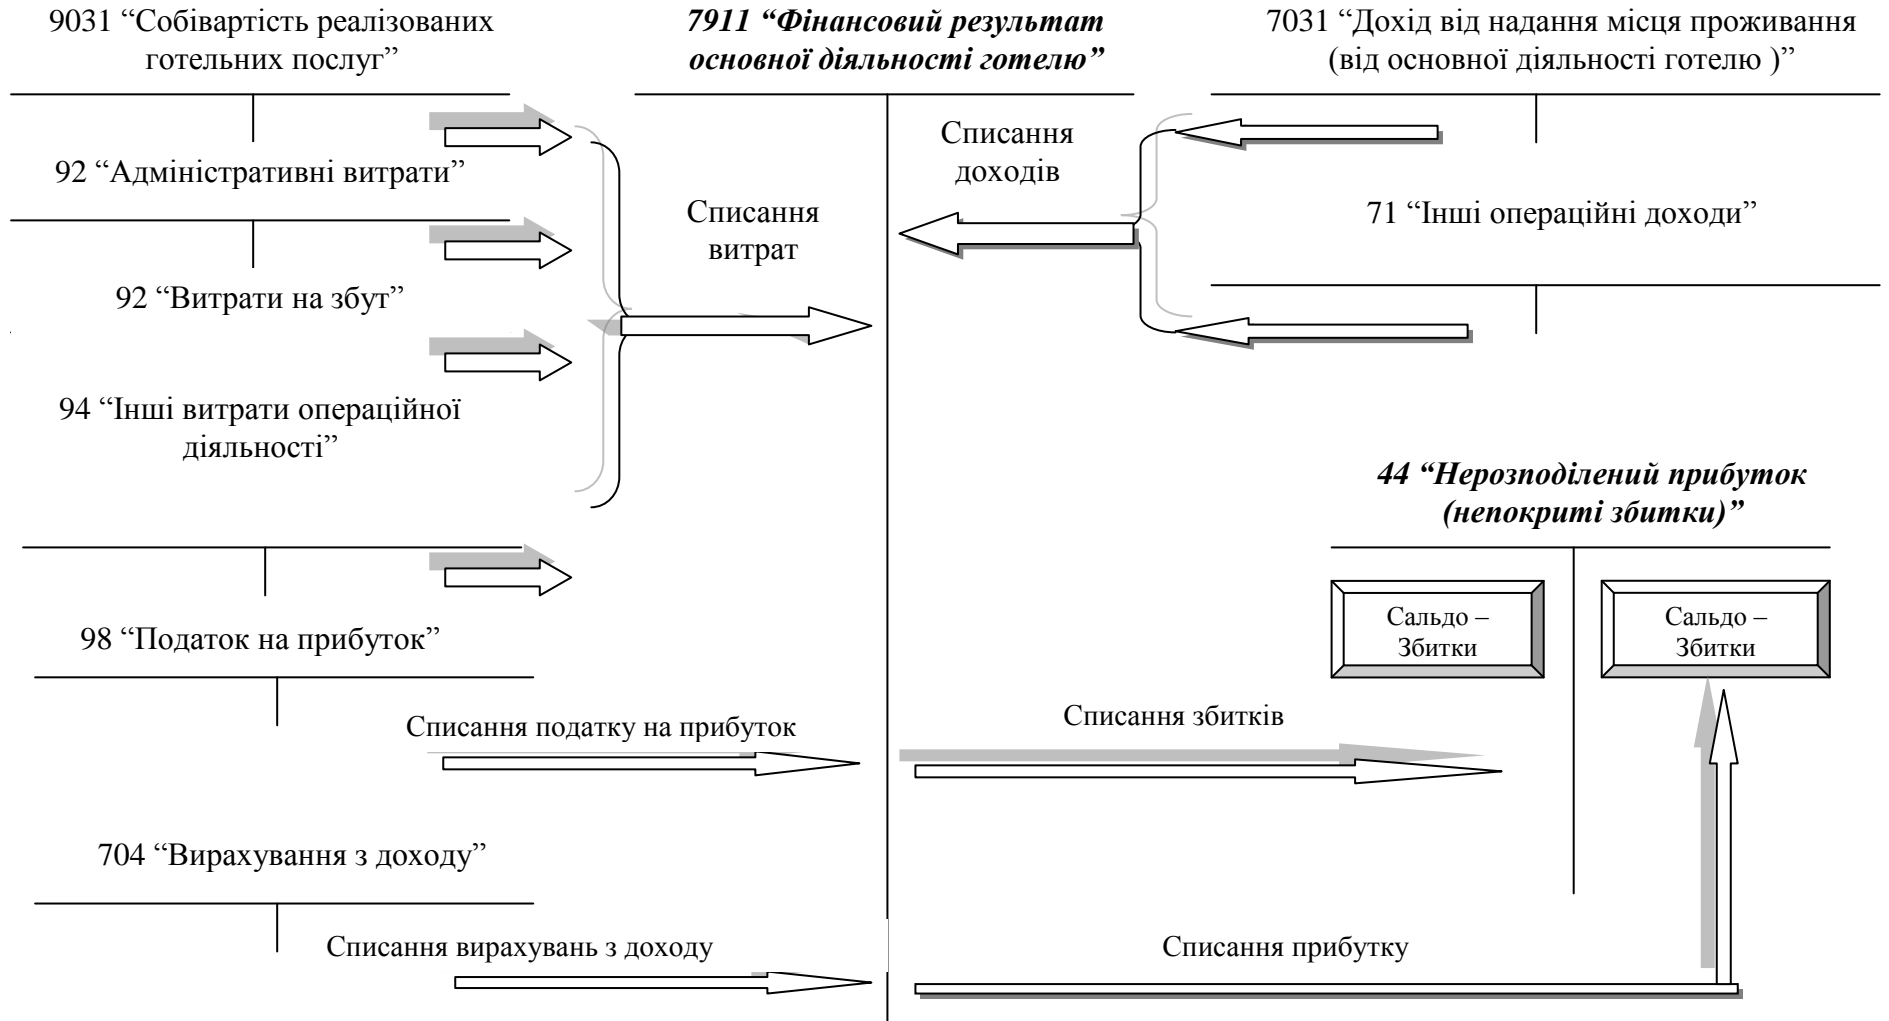 9031 “Собівартість реалізованих
готельних послуг”
7911 “Фінансовий результат
основної діяльності готелю”
7031 “Дохід від надання місця проживання
(від основної діяльності готелю )”
Списання
доходів
92 “Адміністративні витрати”
Списання
витрат
71 “Інші операційні доходи”
92 “Витрати на збут”
94 “Інші витрати операційної
діяльності”
44 “Нерозподілений прибуток
(непокриті збитки)”
Сальдо –
Збитки
Сальдо –
Збитки
98 “Податок на прибуток”
Списання податку на прибуток
Списання збитків
704 “Вирахування з доходу”
Списання вирахувань з доходу
Списання прибутку